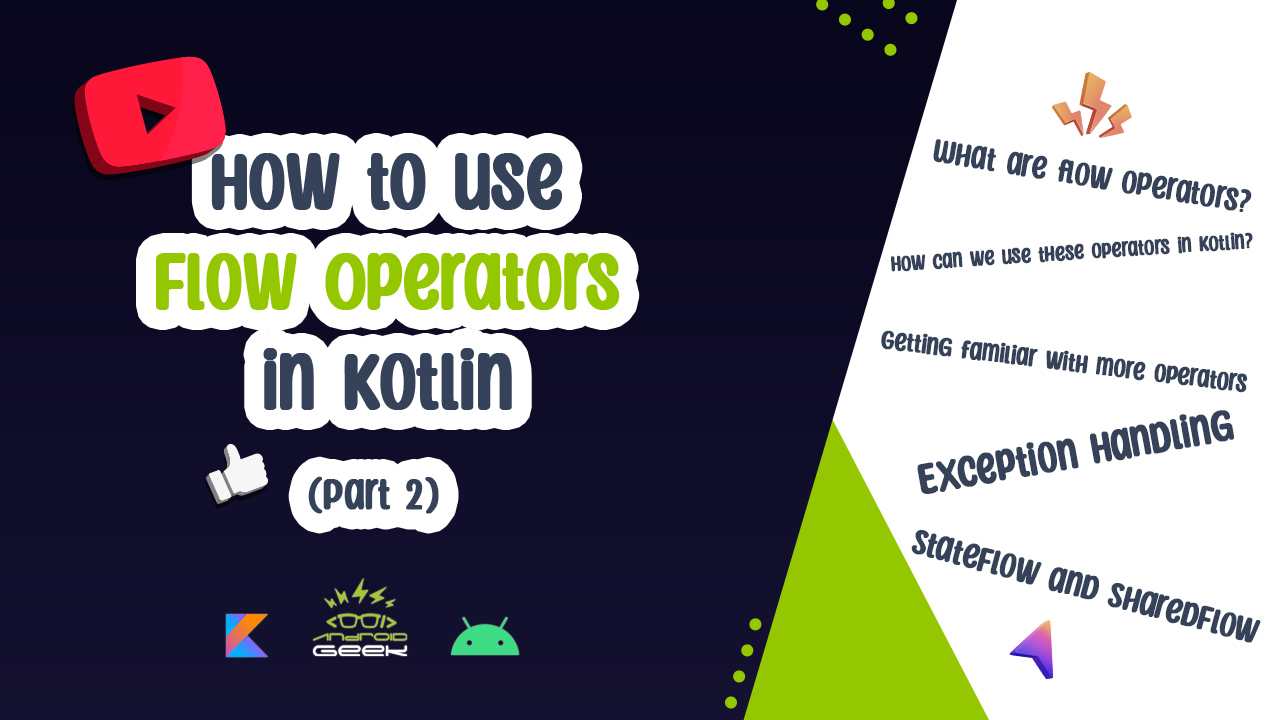 How to use
Flow operators
in Kotlin
(Part 2)
ANDROID
GEEK
What are flow operators?
How can we use these operators in Kotlin?
Getting familiar with more operators
Exception Handling
StateFlow and SharedFlow